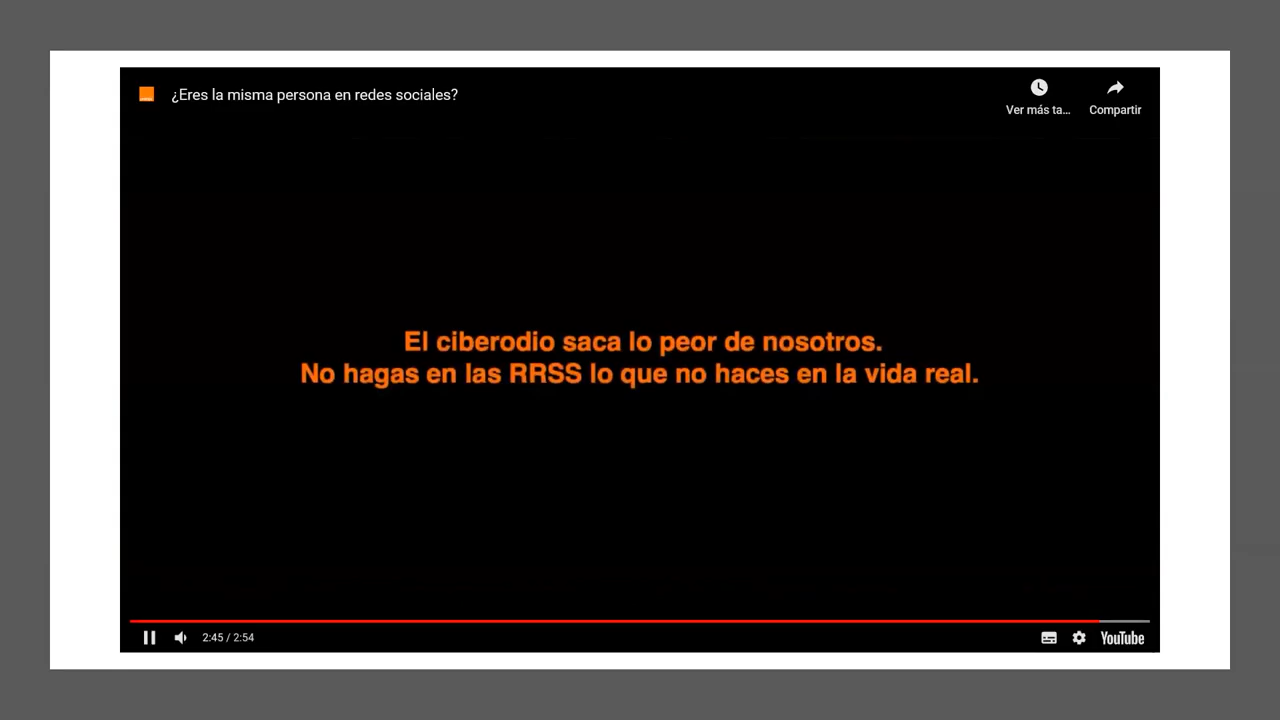 ¿Eres la misma persona en redes sociales?
Ver más ta...
Compartir
El ciberodio saca lo peor de nosotros.
No hagas en las RRSS lo que no haces en la vida real.
2:45 / 2:54
YouTube